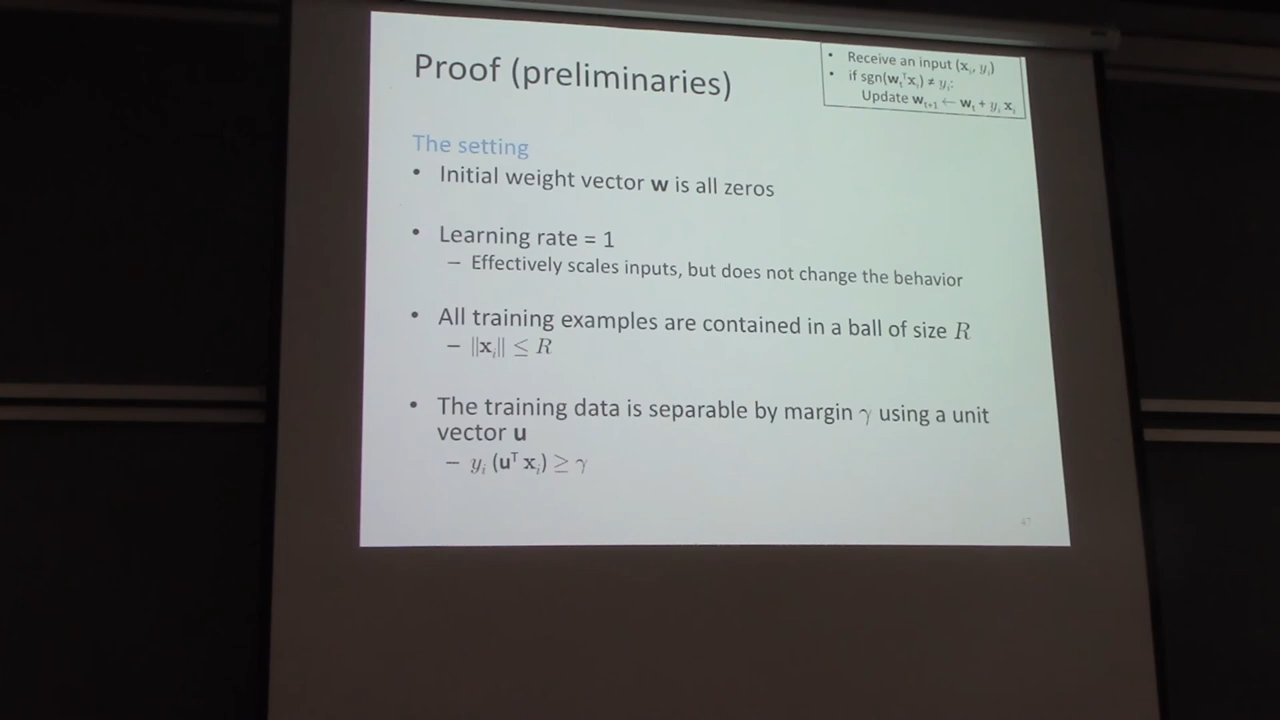 Proof (preliminaries)
• Receive an input (xᵢ, yᵢ)
• if sgn(wₜᵀxᵢ) ≠ yᵢ:
Update wₜ₊₁ ← wₜ + yᵢ xᵢ
The setting
• Initial weight vector w is all zeros
• Learning rate = 1
– Effectively scales inputs, but does not change the behavior
• All training examples are contained in a ball of size R
– ||xᵢ|| ≤ R
• The training data is separable by margin γ using a unit
vector u
– yᵢ (uᵀ xᵢ) ≥ γ
47